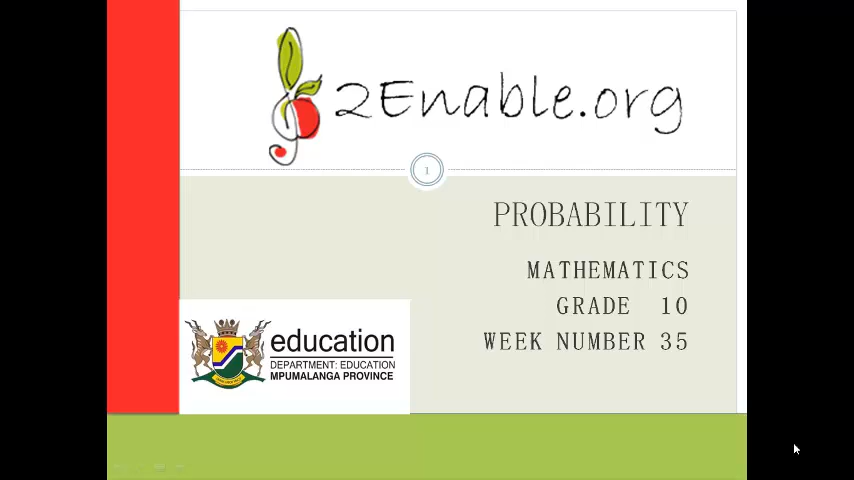 2Enable.org
1
PROBABILITY
MATHEMATICS
GRADE 10
WEEK NUMBER 35
education
DEPARTMENT: EDUCATION
MPUMALANGA PROVINCE